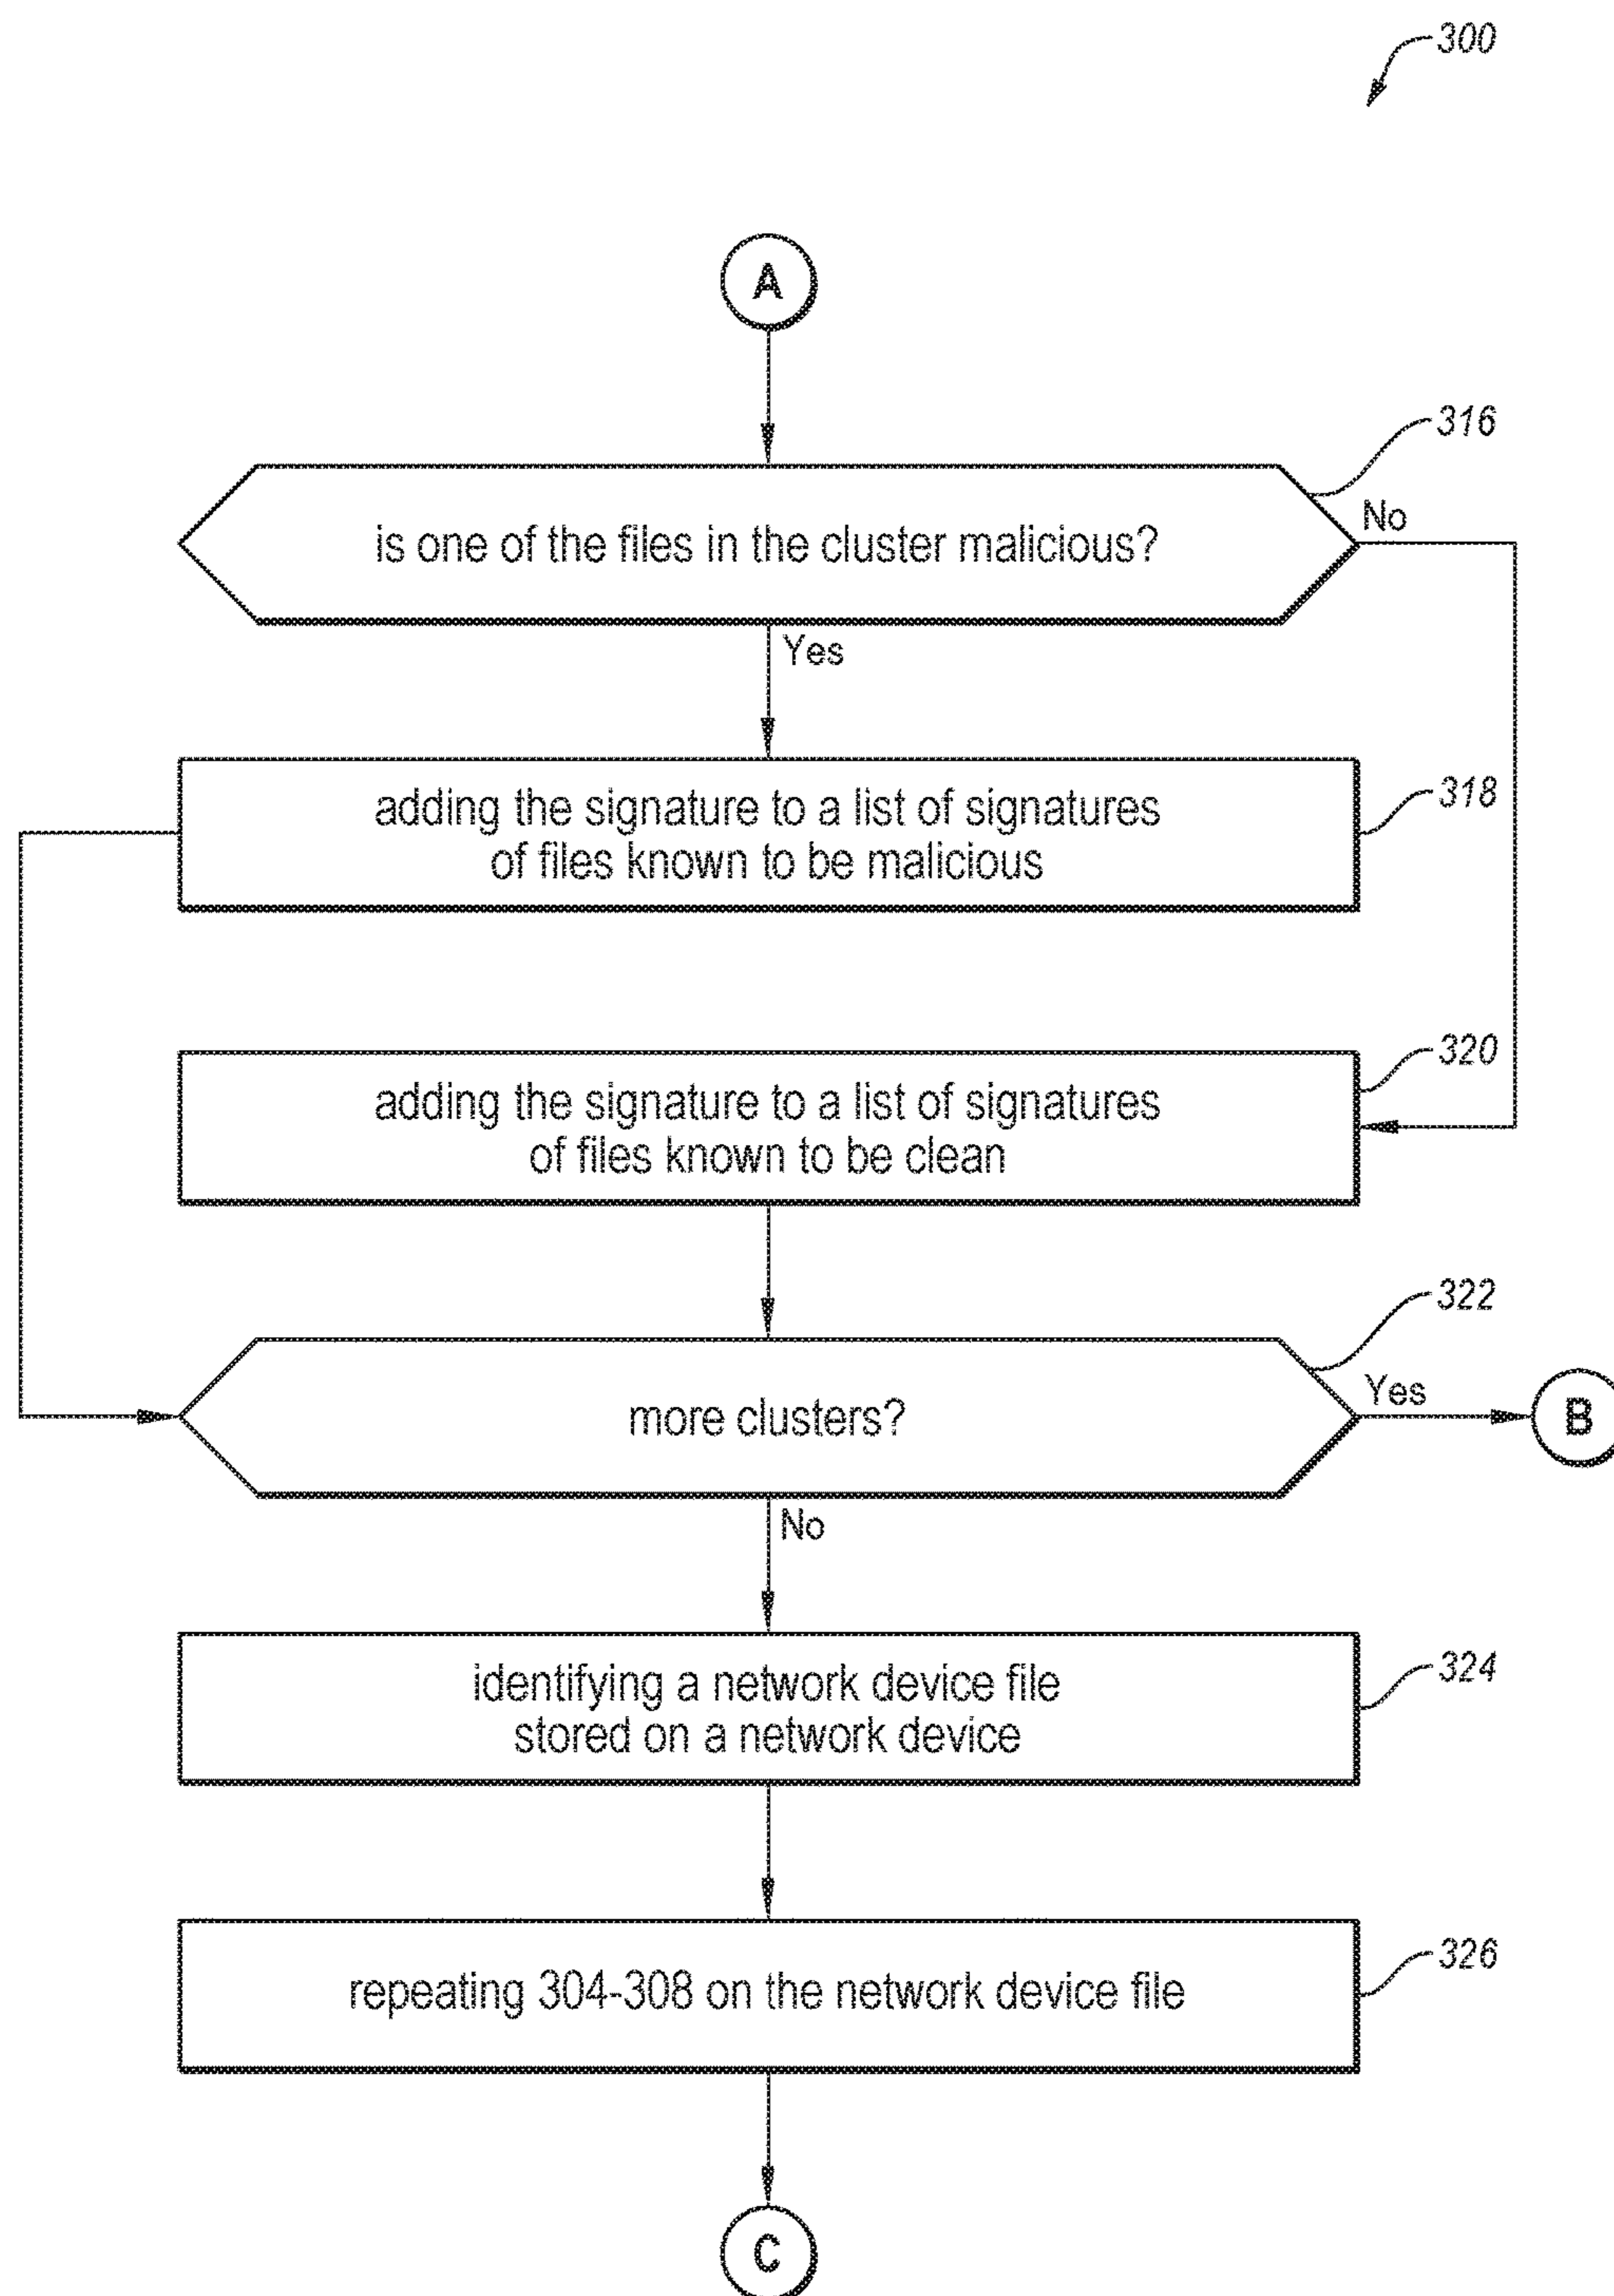 300
A
316
is one of the files in the cluster malicious?
No
Yes
adding the signature to a list of signatures
of files known to be malicious
318
320
adding the signature to a list of signatures
of files known to be clean
322
more clusters?
Yes
B
No
identifying a network device file
stored on a network device
324
repeating 304-308 on the network device file
326
C